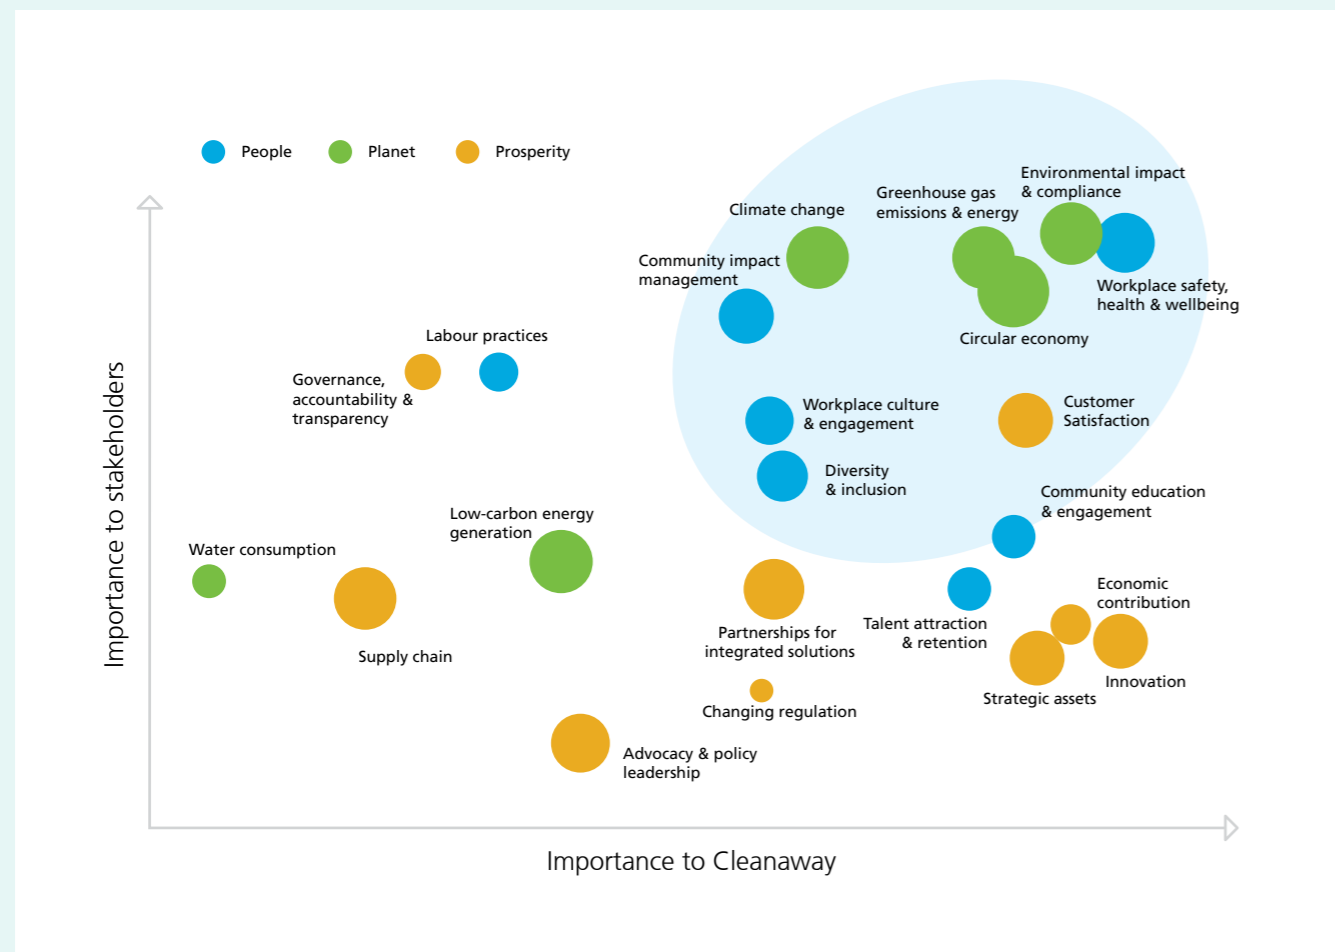 People
Planet
Prosperity
Environmental impact
& compliance
Greenhouse gas
emissions & energy
Climate change
Community impact
management
Workplace safety,
health & wellbeing
Circular economy
Labour practices
Governance,
accountability &
transparency
Workplace culture
& engagement
Customer
Satisfaction
Diversity
& inclusion
Community education
& engagement
Low-carbon energy
generation
Water consumption
Supply chain
Partnerships for
integrated solutions
Talent attraction
& retention
Economic
contribution
Innovation
Strategic assets
Changing regulation
Advocacy & policy
leadership
Importance to stakeholders
Importance to Cleanaway